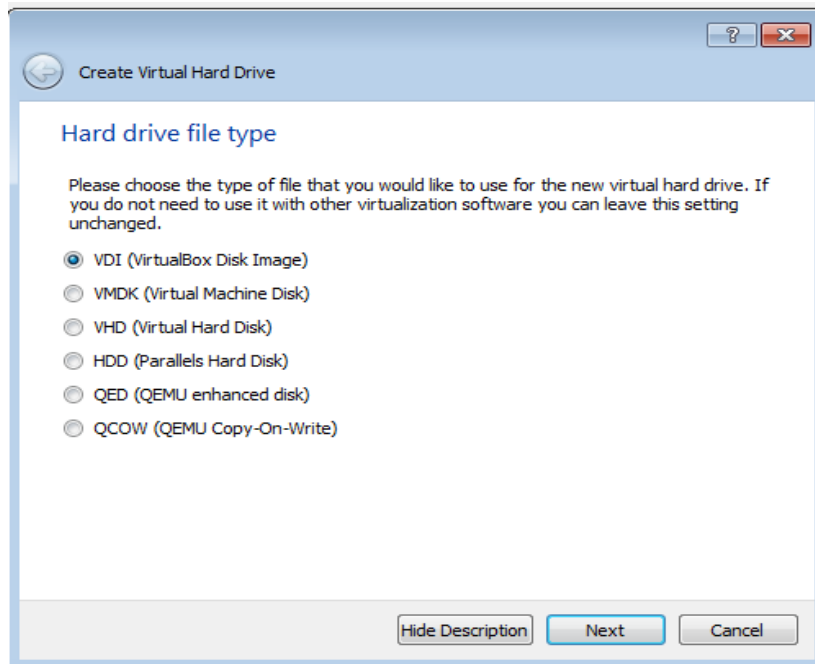 ?
Create Virtual Hard Drive
Hard drive file type
Please choose the type of file that you would like to use for the new virtual hard drive. If
you do not need to use it with other virtualization software you can leave this setting
unchanged.
VDI (VirtualBox Disk Image)
VMDK (Virtual Machine Disk)
VHD (Virtual Hard Disk)
HDD (Parallels Hard Disk)
QED (QEMU enhanced disk)
QCOW (QEMU Copy-On-Write)
Hide Description Next Cancel